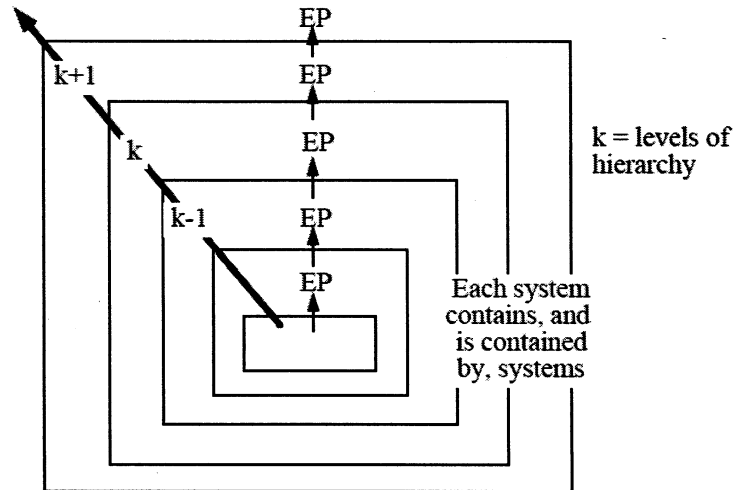 EP
k+1
EP
k
EP
k = levels of
hierarchy
k-1
EP
EP
Each system
contains, and
is contained
by, systems